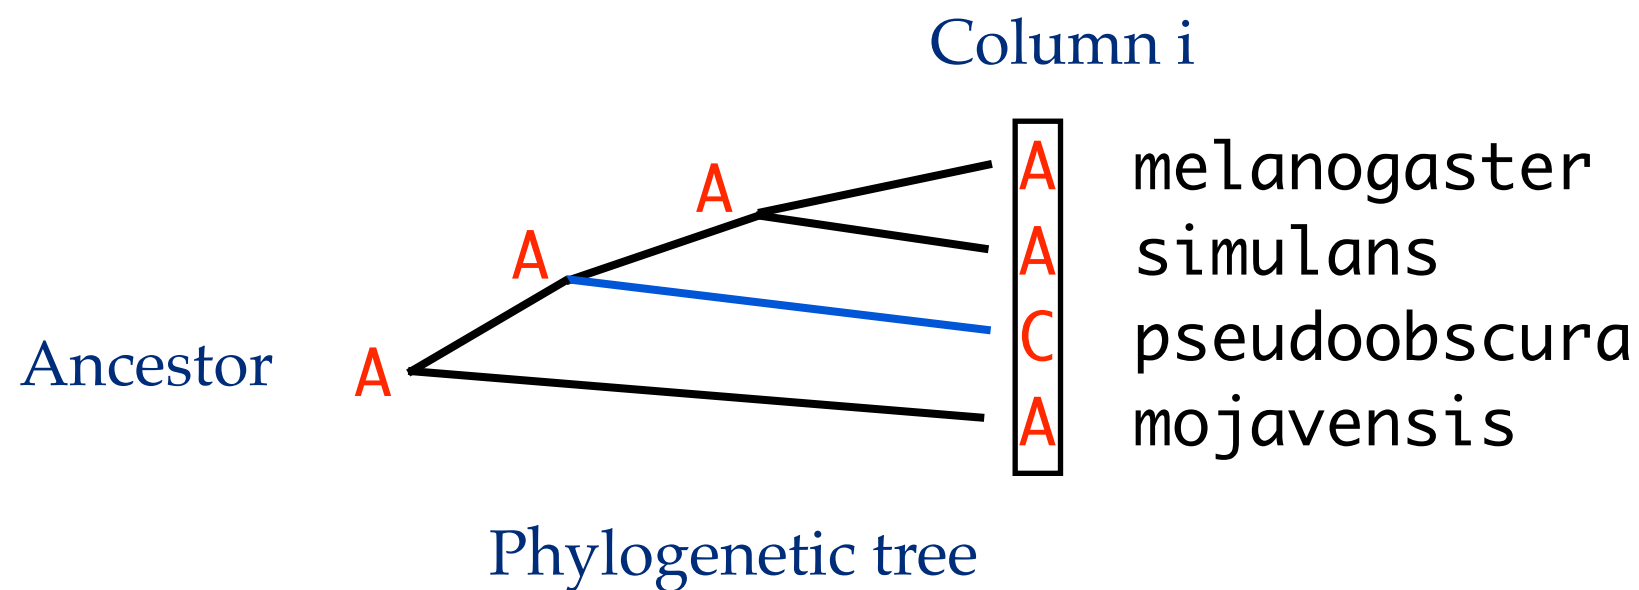 Column i
A A melanogaster
A A simulans
C pseudoobscura
Ancestor A A mojavensis
Phylogenetic tree